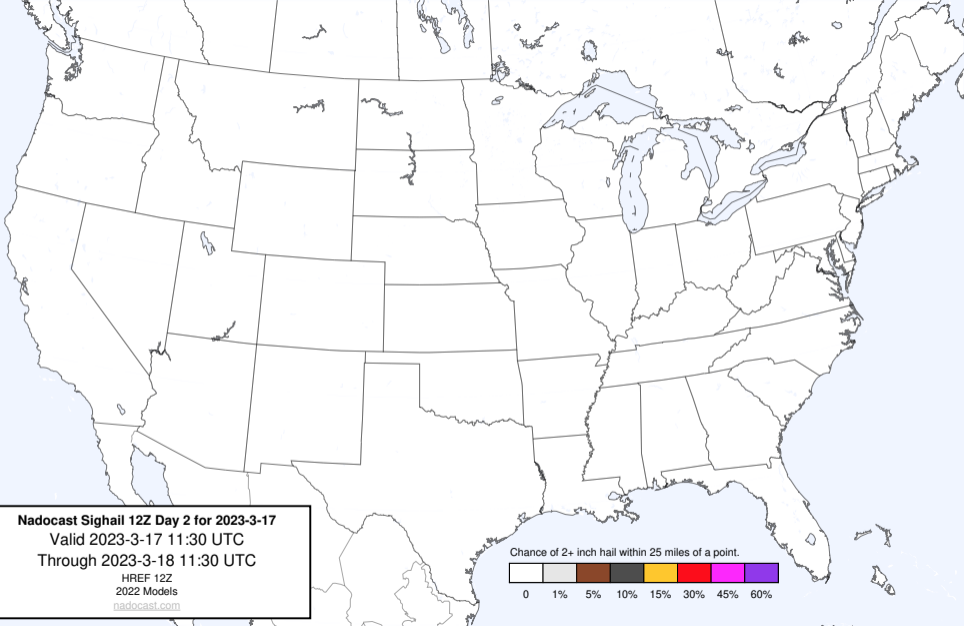 Nadocast Sighail 12Z Day 2 for 2023-3-17
Valid 2023-3-17 11:30 UTC
Through 2023-3-18 11:30 UTC
HREF 12Z
2022 Models
nadocast.com
Chance of 2+ inch hail within 25 miles of a point.
0 1% 5% 10% 15% 30% 45% 60%